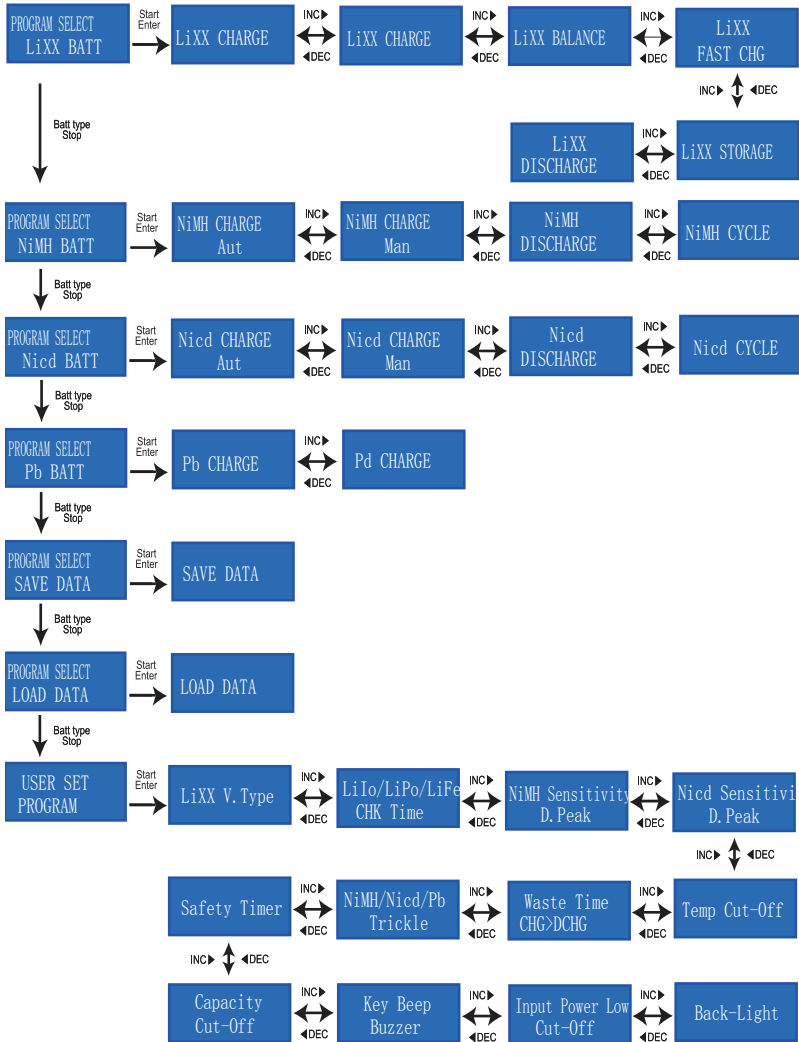 PROGRAM SELECT
LiXX BATT
Start
Enter
LiXX CHARGE
INC▶
◀DEC
LiXX CHARGE
INC▶
◀DEC
LiXX BALANCE
INC▶
◀DEC
LiXX
FAST CHG
INC▶ ◀DEC
Batt type
Stop
LiXX
DISCHARGE
INC▶
◀DEC
LiXX STORAGE
PROGRAM SELECT
NiMH BATT
Start
Enter
NiMH CHARGE
Aut
INC▶
◀DEC
NiMH CHARGE
Man
INC▶
◀DEC
NiMH
DISCHARGE
INC▶
◀DEC
NiMH CYCLE
Batt type
Stop
PROGRAM SELECT
Nicd BATT
Start
Enter
Nicd CHARGE
Aut
INC▶
◀DEC
Nicd CHARGE
Man
INC▶
◀DEC
Nicd
DISCHARGE
INC▶
◀DEC
Nicd CYCLE
Batt type
Stop
PROGRAM SELECT
Pb BATT
Start
Enter
Pb CHARGE
INC▶
◀DEC
Pd CHARGE
Batt type
Stop
PROGRAM SELECT
SAVE DATA
Start
Enter
SAVE DATA
Batt type
Stop
PROGRAM SELECT
LOAD DATA
Start
Enter
LOAD DATA
Batt type
Stop
USER SET
PROGRAM
Start
Enter
LiXX V.Type
INC▶
◀DEC
LiIo/LiPo/LiFe
CHK Time
INC▶
◀DEC
NiMH Sensitivity
D.Peak
INC▶
◀DEC
Nicd Sensitivi
D.Peak
INC▶ ◀DEC
Safety Timer
INC▶
◀DEC
NiMH/Nicd/Pb
Trickle
INC▶
◀DEC
Waste Time
CHG>DCHG
INC▶
◀DEC
Temp Cut-Off
INC▶ ◀DEC
Capacity
Cut-Off
INC▶
◀DEC
Key Beep
Buzzer
INC▶
◀DEC
Input Power Low
Cut-Off
INC▶
◀DEC
Back-Light